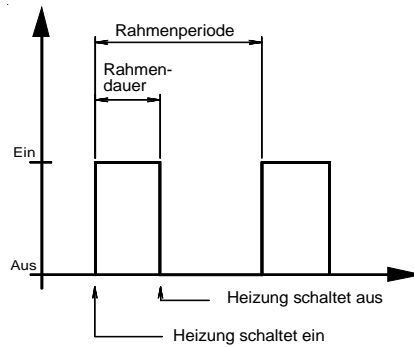 Rahmenperiode
Rahmen-
dauer
Ein
Aus
Heizung schaltet aus
Heizung schaltet ein